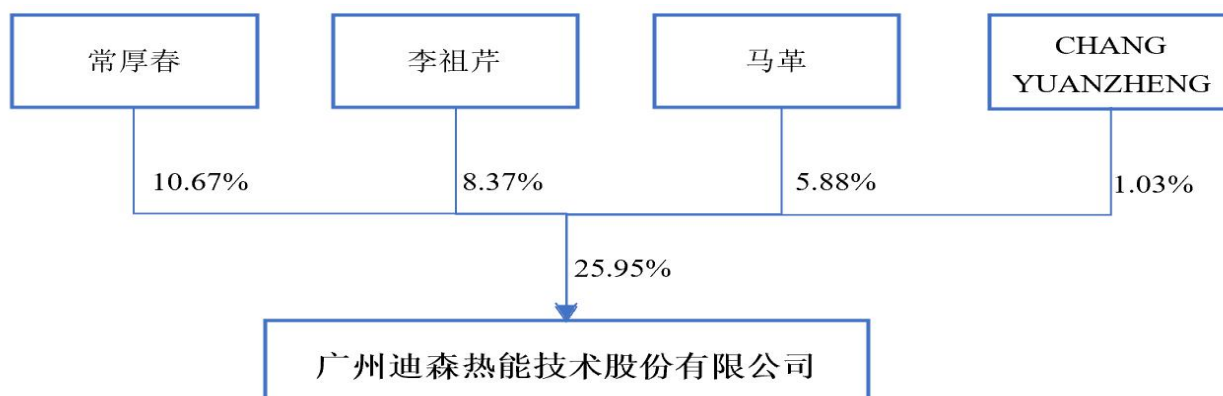 常厚春
李祖芹
马革
CHANG
YUANZHENG
10.67%
8.37%
5.88%
1.03%
25.95%
广州迪森热能技术股份有限公司